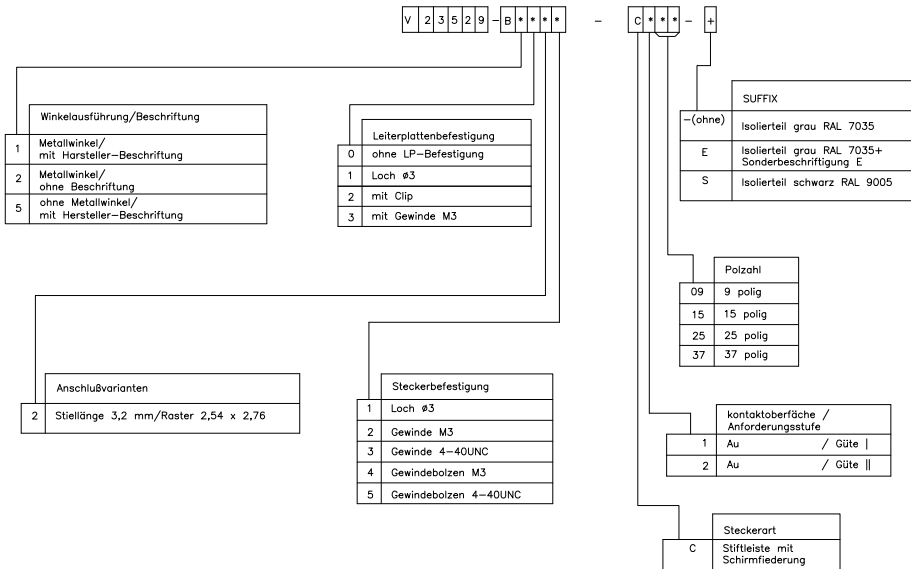 V 2 3 5 2 9 - B * * * * - C * * * - +
Winkelausführung/Beschriftung
1 Metallwinkel/
mit Harsteller-Beschriftung
2 Metallwinkel/
ohne Beschriftung
5 ohne Metallwinkel/
mit Hersteller-Beschriftung
Leiterplattenbefestigung
0 ohne LP-Befestigung
1 Loch ø3
2 mit Clip
3 mit Gewinde M3
SUFFIX
-(ohne) Isolierteil grau RAL 7035
E Isolierteil grau RAL 7035+
Sonderbeschriftigung E
S Isolierteil schwarz RAL 9005
Polzahl
09 9 polig
15 15 polig
25 25 polig
37 37 polig
Anschlußvarianten
2 Stiellänge 3,2 mm/Raster 2,54 x 2,76
Steckerbefestigung
1 Loch ø3
2 Gewinde M3
3 Gewinde 4-40UNC
4 Gewindebolzen M3
5 Gewindebolzen 4-40UNC
kontaktoberfäche /
Anforderungsstufe
1 Au / Güte |
2 Au / Güte ||
Steckerart
C Stiftleiste mit
Schirmfiederung